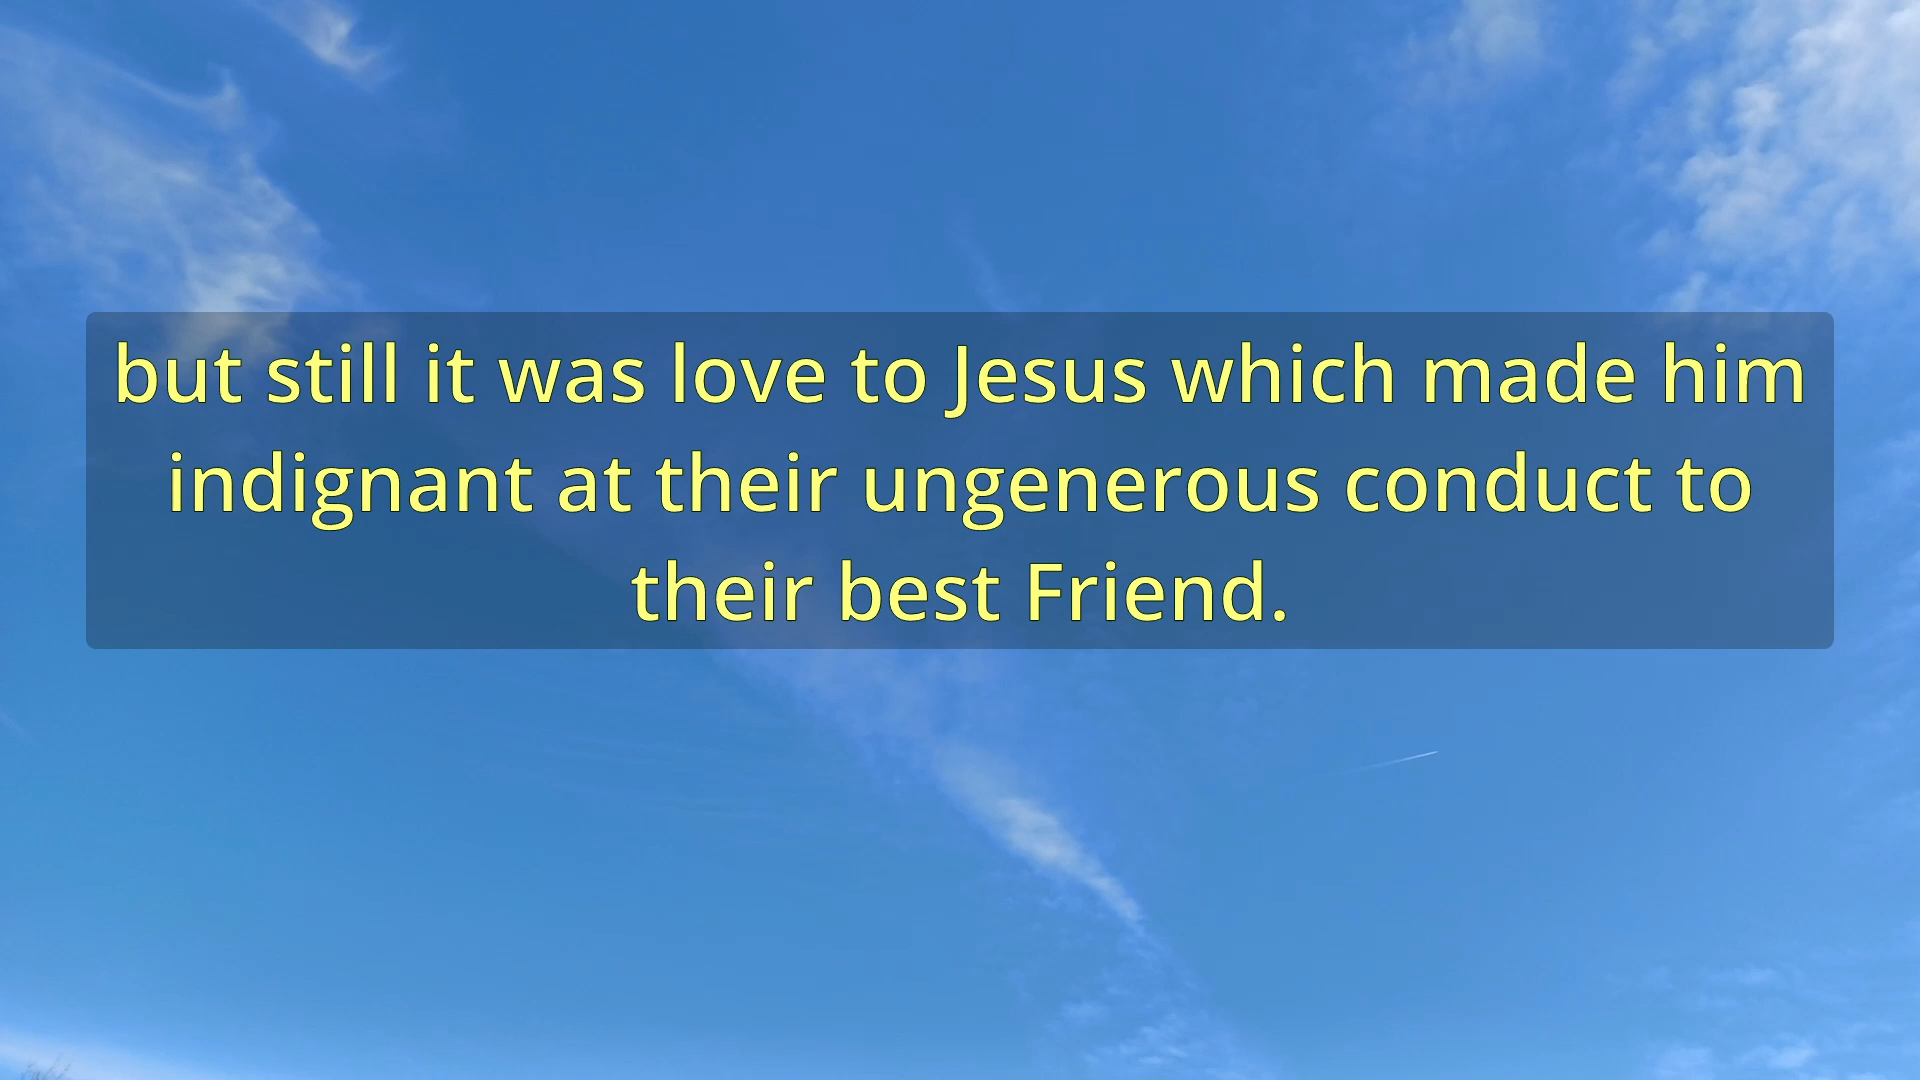 but still it was love to Jesus which made him
indignant at their ungenerous conduct to
their best Friend.